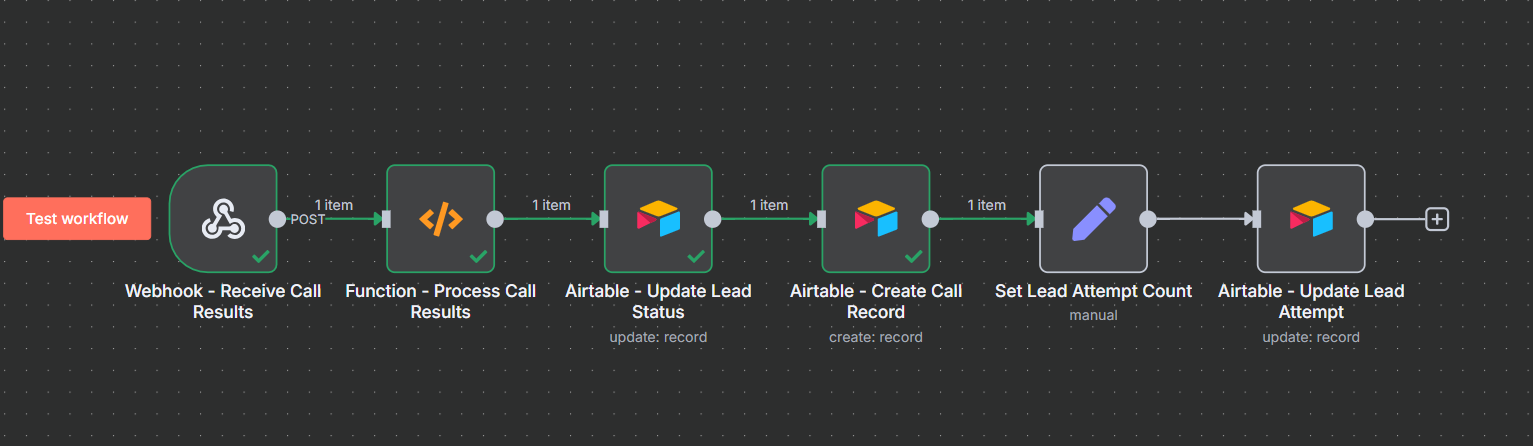 Test workflow
1 item
POST
1 item
1 item
1 item
Webhook - Receive Call
Results
Function - Process Call
Results
Airtable - Update Lead
Status
update: record
Airtable - Create Call
Record
create: record
Set Lead Attempt Count
manual
Airtable - Update Lead
Attempt
update: record